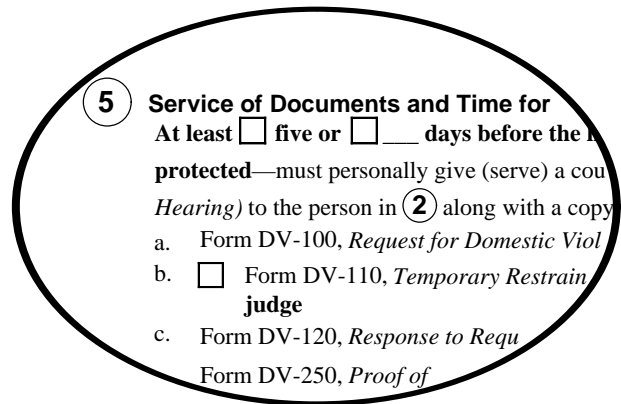 5 Service of Documents and Time for
At least ☐ five or ☐ ___ days before the
protected—must personally give (serve) a cou
Hearing) to the person in 2 along with a copy
a. Form DV-100, Request for Domestic Viol
b. ☐ Form DV-110, Temporary Restrain
judge
c. Form DV-120, Response to Requ
Form DV-250, Proof of